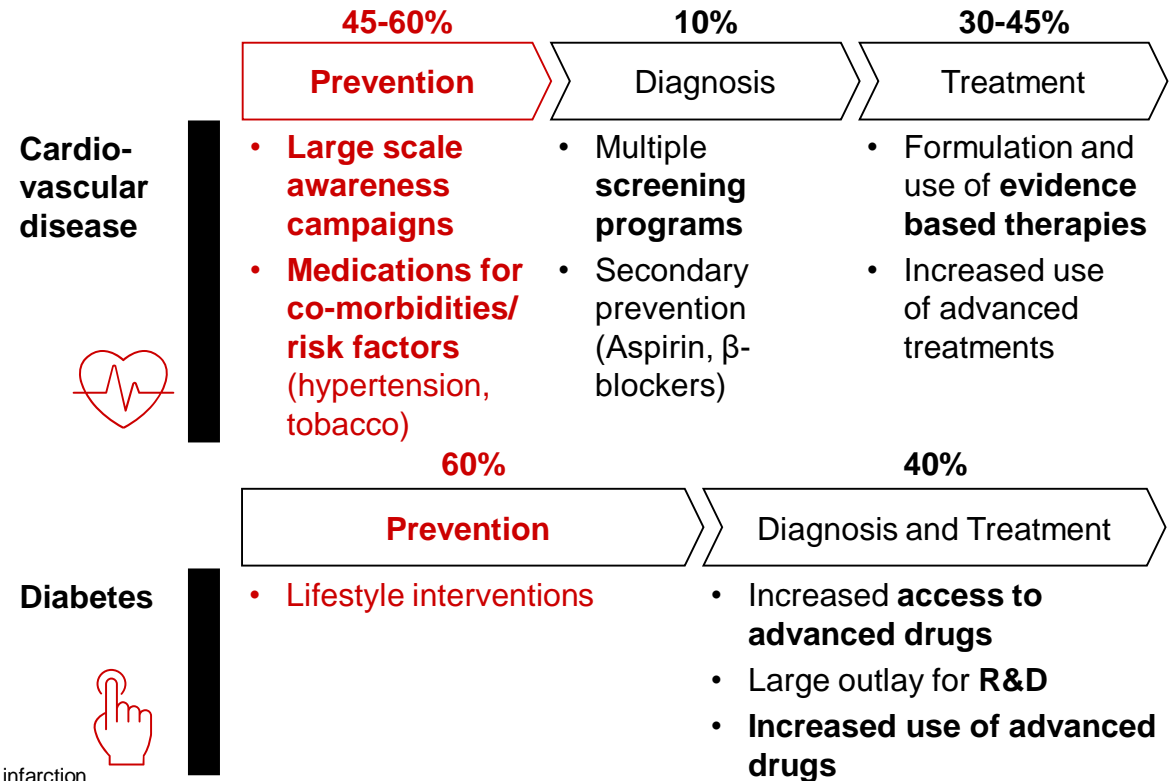 45-60%
10%
30-45%
Prevention
Diagnosis
Treatment
Cardio-
vascular
disease
• Large scale
awareness
campaigns
• Medications for
co-morbidities/
risk factors
(hypertension,
tobacco)
• Multiple
screening
programs
• Secondary
prevention
(Aspirin, β-
blockers)
• Formulation and
use of evidence
based therapies
• Increased use
of advanced
treatments
60%
40%
Prevention
Diagnosis and Treatment
Diabetes
• Lifestyle interventions
• Increased access to
advanced drugs
• Large outlay for R&D
• Increased use of advanced
drugs
infarction